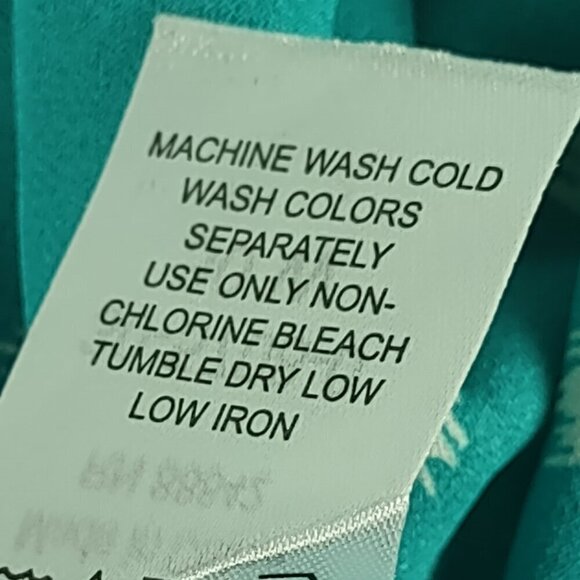 MACHINE WASH COLD
WASH COLORS
SEPARATELY
USE ONLY NON-
CHLORINE BLEACH
TUMBLE DRY LOW
LOW IRON